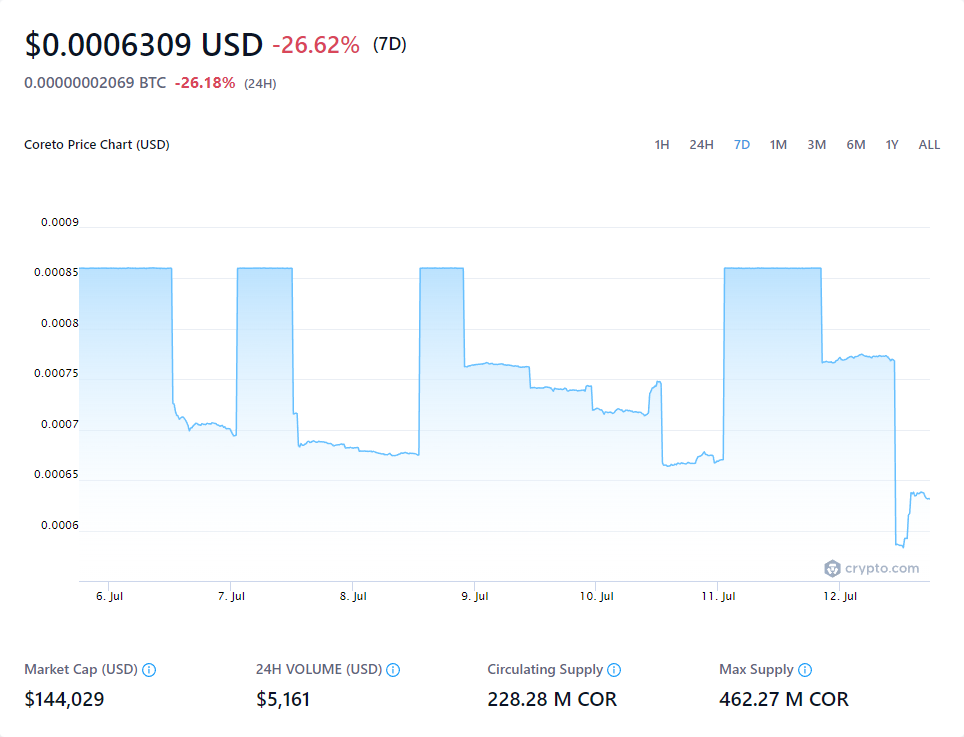 $0.0006309 USD -26.62% (7D)
0.00000002069 BTC -26.18% (24H)
Coreto Price Chart (USD) 1H 24H 7D 1M 3M 6M 1Y ALL
0.0009
0.00085
0.0008
0.00075
0.0007
0.00065
0.0006
crypto.com
6. Jul 7. Jul 8. Jul 9. Jul 10. Jul 11. Jul 12. Jul
Market Cap (USD) 24H VOLUME (USD) Circulating Supply Max Supply
$144,029 $5,161 228.28 M COR 462.27 M COR